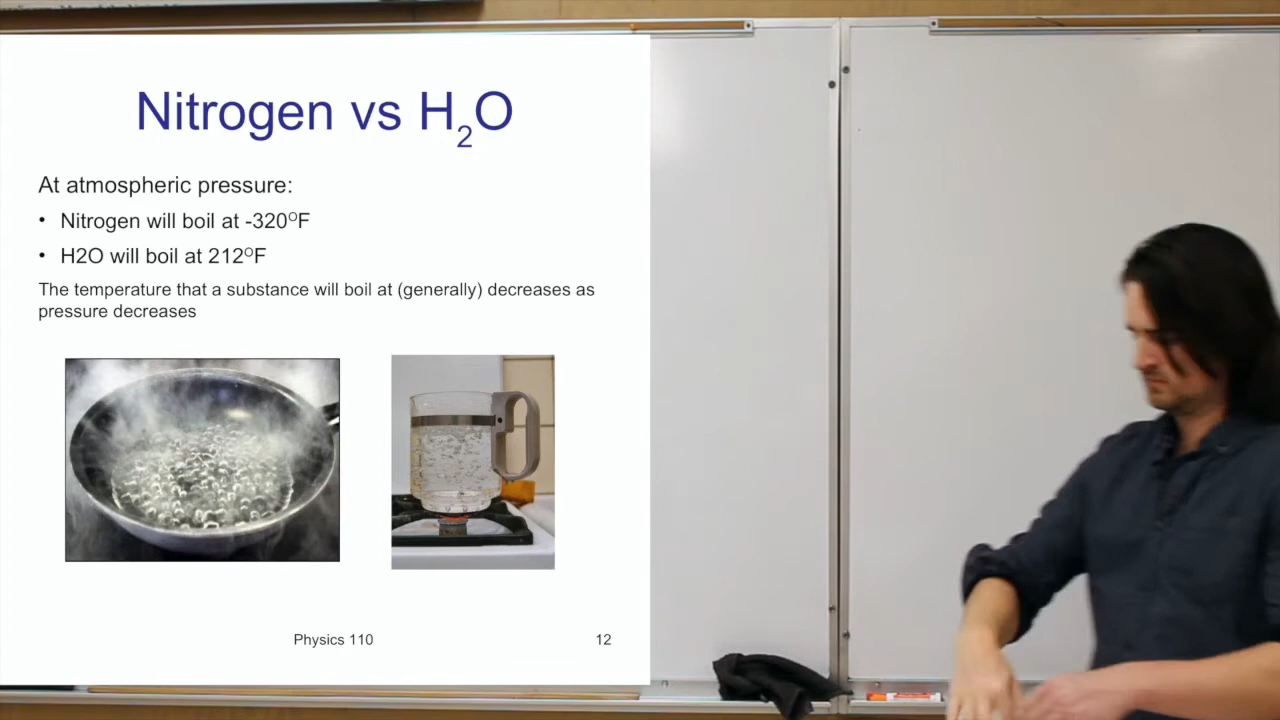 Nitrogen vs H₂O
At atmospheric pressure:
• Nitrogen will boil at -320ºF
• H2O will boil at 212ºF
The temperature that a substance will boil at (generally) decreases as
pressure decreases
Physics 110 12